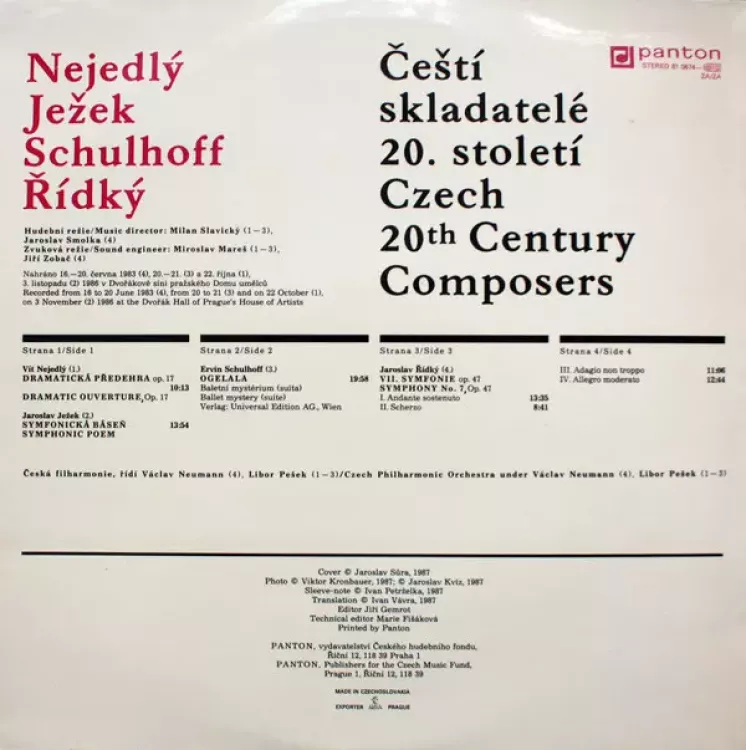 Nejedlý
Ježek
Schulhoff
Řídký
Čeští
skladatelé
20. století
Czech
20th Century
Composers
panton
STEREO 81 0674—
ZA/ZA
Hudební režie/Music director: Milan Slavický (1—3),
Jaroslav Smolka (4)
Zvuková režie/Sound engineer: Miroslav Mareš (1—3),
Jiří Zobač (4)
Nahráno 16.—20. června 1983 (4), 20.—21. (3) a 22. října (1),
3. listopadu (2) 1986 v Dvořákově síni pražského Domu umělců
Recorded from 16 to 20 June 1983 (4), from 20 to 21 (3) and on 22 October (1),
on 3 November (2) 1986 at the Dvořák Hall of Prague's House of Artists
Strana 1/Side 1
Vít Nejedlý (1.)
DRAMATICKÁ PŘEDEHRA op. 17
10:13
DRAMATIC OUVERTURE, Op. 17
Jaroslav Ježek (2.)
SYMFONICKÁ BÁSEŇ 13:54
SYMPHONIC POEM
Strana 2/Side 2
Ervín Schulhoff (3.)
OGELALA 19:58
Baletní mystérium (suita)
Ballet mystery (suite)
Verlag: Universal Edition AG., Wien
Strana 3/Side 3
Jaroslav Řídký (4.)
VII. SYMFONIE op. 47
SYMPHONY No. 7, Op. 47
I. Andante sostenuto 13:35
II. Scherzo 8:41
Strana 4/Side 4
III. Adagio non troppo 11:06
IV. Allegro moderato 12:44
Česká filharmonie, řídí Václav Neumann (4), Libor Pešek (1—3)/Czech Philharmonic Orchestra under Václav Neumann (4), Libor Pešek (1—3)
Cover © Jaroslav Sůra, 1987
Photo © Viktor Kronbauer, 1987; © Jaroslav Kvíz, 1987
Sleeve-note © Ivan Petrželka, 1987
Translation © Ivan Vávra, 1987
Editor Jiří Gemrot
Technical editor Marie Fišáková
Printed by Panton
PANTON, vydavatelství Českého hudebního fondu,
Říční 12, 118 39 Praha 1
PANTON, Publishers for the Czech Music Fund,
Prague 1, Říční 12, 118 39
MADE IN CZECHOSLOVAKIA
EXPORTER ARTIA PRAGUE